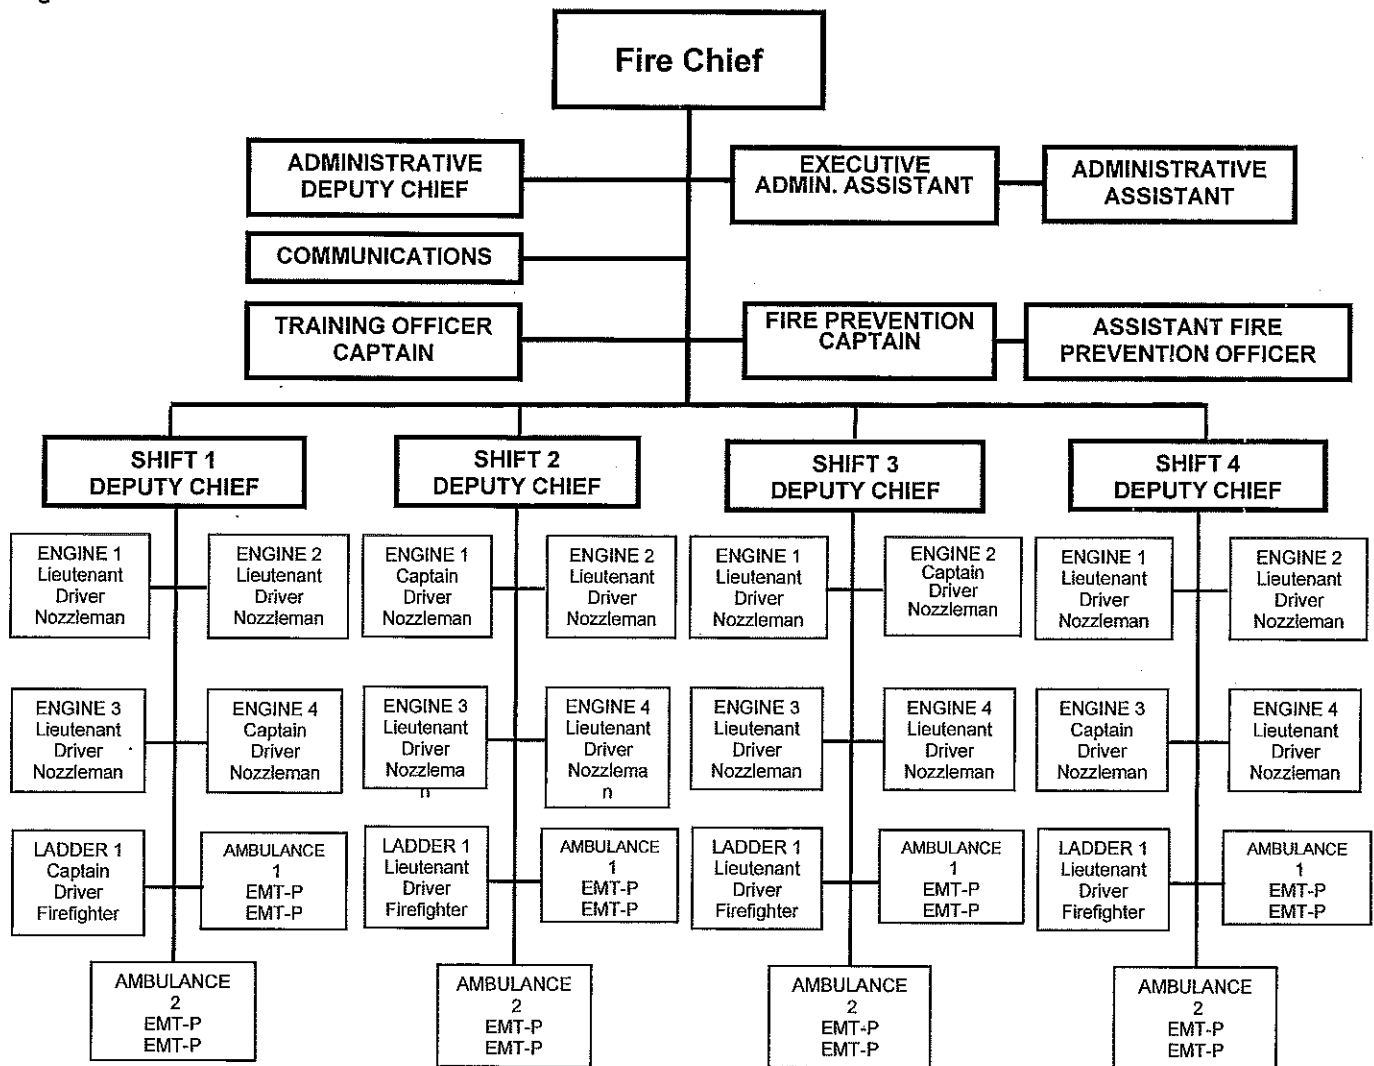 Fire Chief
ADMINISTRATIVE
DEPUTY CHIEF
EXECUTIVE
ADMIN. ASSISTANT
ADMINISTRATIVE
ASSISTANT
COMMUNICATIONS
TRAINING OFFICER
CAPTAIN
FIRE PREVENTION
CAPTAIN
ASSISTANT FIRE
PREVENTION OFFICER
SHIFT 1
DEPUTY CHIEF
SHIFT 2
DEPUTY CHIEF
SHIFT 3
DEPUTY CHIEF
SHIFT 4
DEPUTY CHIEF
ENGINE 1
Lieutenant
Driver
Nozzleman
ENGINE 2
Lieutenant
Driver
Nozzleman
ENGINE 1
Captain
Driver
Nozzleman
ENGINE 2
Lieutenant
Driver
Nozzleman
ENGINE 1
Lieutenant
Driver
Nozzleman
ENGINE 2
Captain
Driver
Nozzleman
ENGINE 1
Lieutenant
Driver
Nozzleman
ENGINE 2
Lieutenant
Driver
Nozzleman
ENGINE 3
Lieutenant
Driver
Nozzleman
ENGINE 4
Captain
Driver
Nozzleman
ENGINE 3
Lieutenant
Driver
Nozzlema
n
ENGINE 4
Lieutenant
Driver
Nozzlema
n
ENGINE 3
Lieutenant
Driver
Nozzleman
ENGINE 4
Lieutenant
Driver
Nozzleman
ENGINE 3
Captain
Driver
Nozzleman
ENGINE 4
Lieutenant
Driver
Nozzleman
LADDER 1
Captain
Driver
Firefighter
AMBULANCE
1
EMT-P
EMT-P
LADDER 1
Lieutenant
Driver
Firefighter
AMBULANCE
1
EMT-P
EMT-P
LADDER 1
Lieutenant
Driver
Firefighter
AMBULANCE
1
EMT-P
EMT-P
LADDER 1
Lieutenant
Driver
Firefighter
AMBULANCE
1
EMT-P
EMT-P
AMBULANCE
2
EMT-P
EMT-P
AMBULANCE
2
EMT-P
EMT-P
AMBULANCE
2
EMT-P
EMT-P
AMBULANCE
2
EMT-P
EMT-P